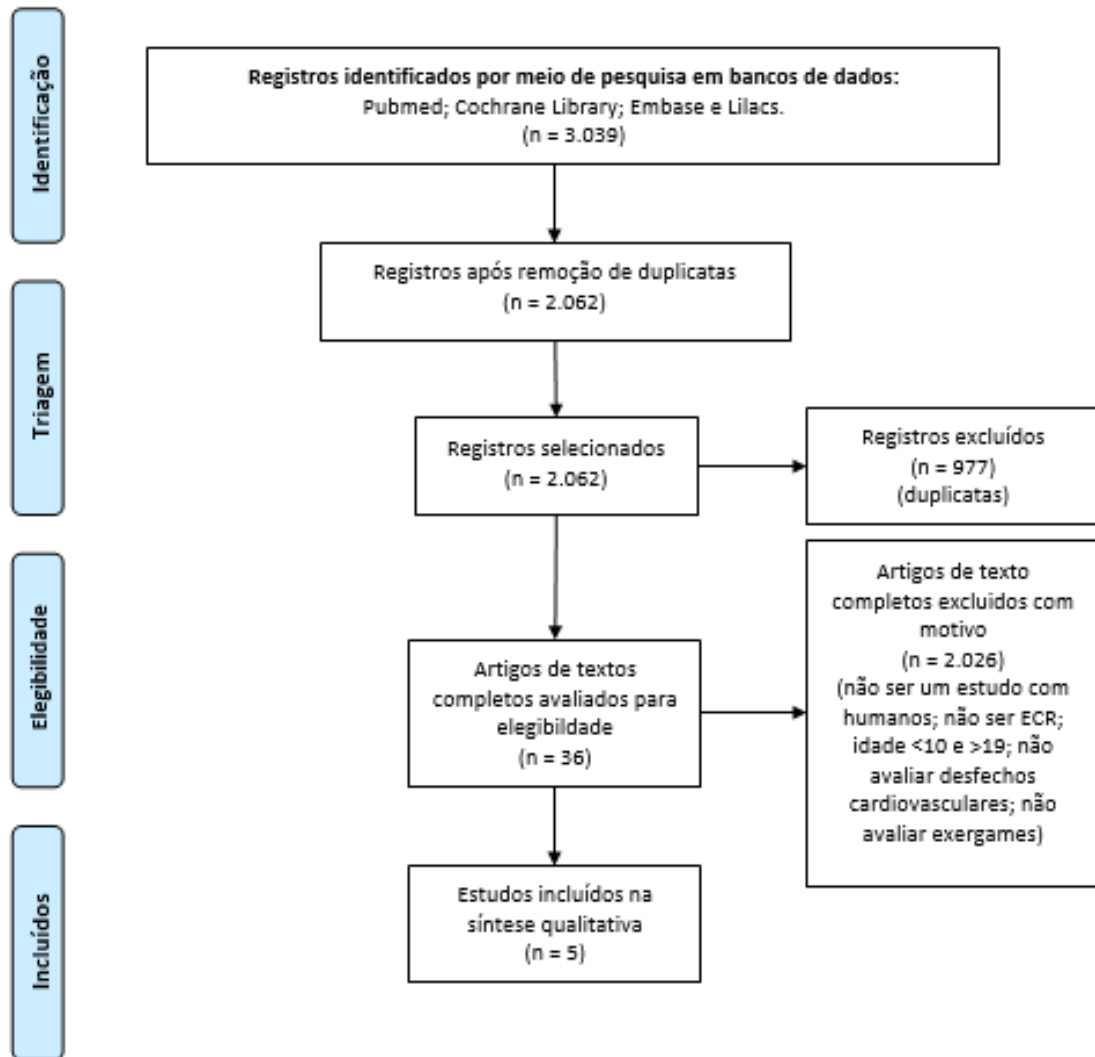 Identificação
Registros identificados por meio de pesquisa em bancos de dados:
Pubmed; Cochrane Library; Embase e Lilacs.
(n = 3.039)
Triagem
Registros após remoção de duplicatas
(n = 2.062)
Registros selecionados
(n = 2.062)
Registros excluídos
(n = 977)
(duplicatas)
Elegibilidade
Artigos de textos
completos avaliados para
elegibildade
(n = 36)
Artigos de texto
completos excluidos com
motivo
(n = 2.026)
(não ser um estudo com
humanos; não ser ECR;
idade <10 e >19; não
avaliar desfechos
cardiovasculares; não
avaliar exergames)
Incluídos
Estudos incluídos na
síntese qualitativa
(n = 5)